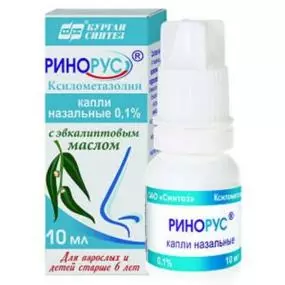 КУРГАН
СИНТЕЗ
РИНОРУС®
Ксилометазолин
капли
назальные 0,1%
с эвкалиптовым
маслом
10 мл
Для взрослых и
детей старше 6 лет
ОАО «Синтез»
Ксилометазолин
РИНОРУС®
капли назальные
0,1%
10 мл